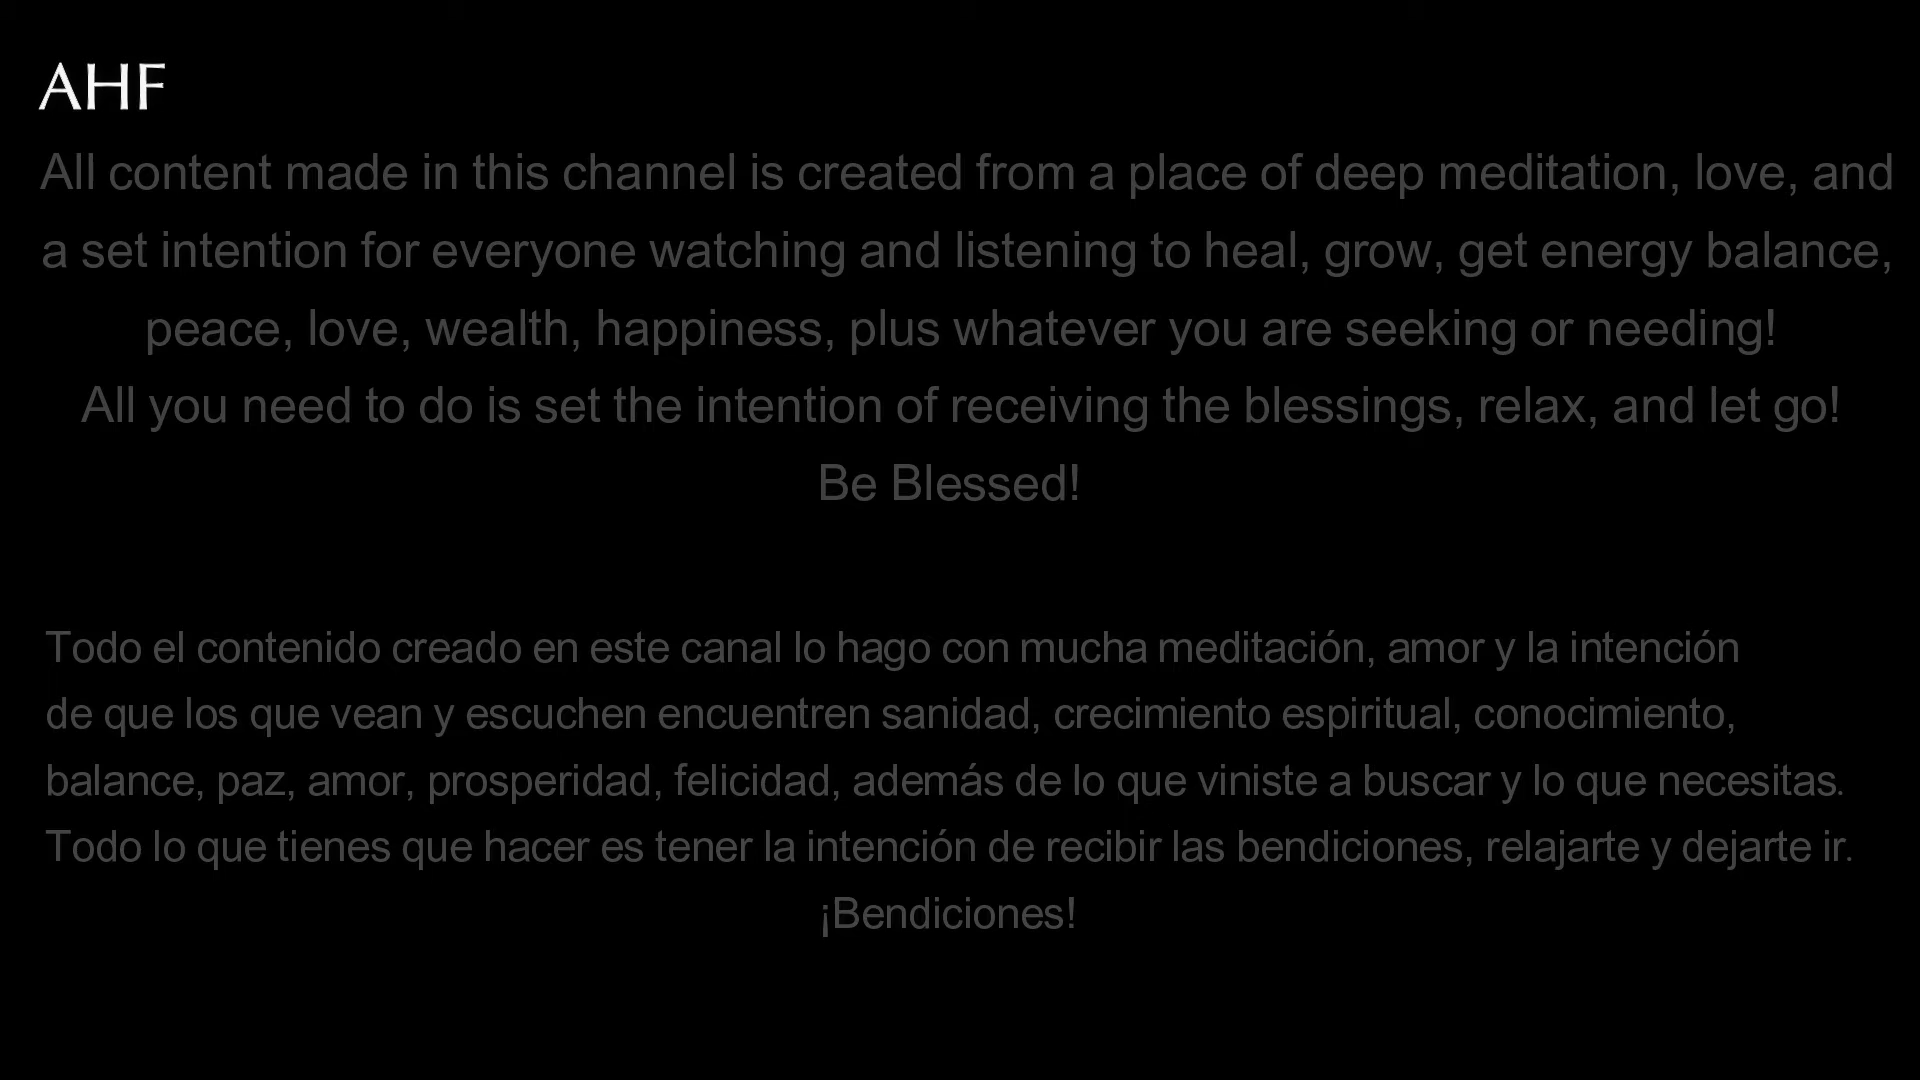 AHF
All content made in this channel is created from a place of deep meditation, love, and
a set intention for everyone watching and listening to heal, grow, get energy balance,
peace, love, wealth, happiness, plus whatever you are seeking or needing!
All you need to do is set the intention of receiving the blessings, relax, and let go!
Be Blessed!
Todo el contenido creado en este canal lo hago con mucha meditación, amor y la intención
de que los que vean y escuchen encuentren sanidad, crecimiento espiritual, conocimiento,
balance, paz, amor, prosperidad, felicidad, además de lo que viniste a buscar y lo que necesitas.
Todo lo que tienes que hacer es tener la intención de recibir las bendiciones, relajarte y dejarte ir.
¡Bendiciones!